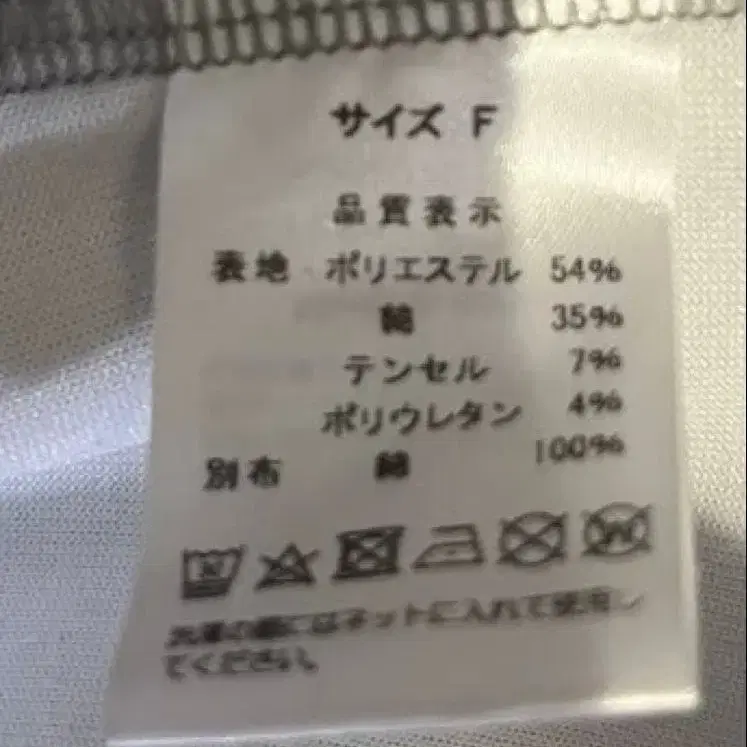 サイズ F
品質表示
表地 ポリエステル 54%
綿 35%
テンセル 7%
ポリウレタン 4%
別布 綿 100%
W
お洗濯の際にはネットに入れて使用し
てください。